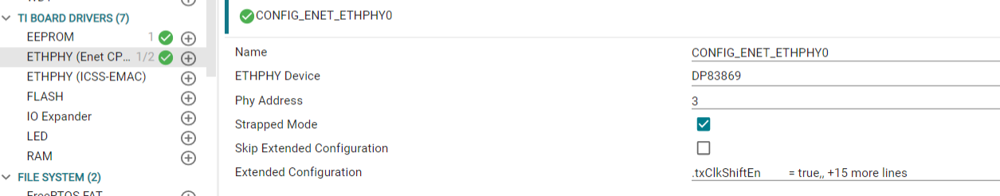 TI BOARD DRIVERS (7)
EEPROM 1
ETHPHY (Enet CP... 1/2
ETHPHY (ICSS-EMAC)
FLASH
IO Expander
LED
RAM
FILE SYSTEM (2)
FreeRTOS FAT
CONFIG_ENET_ETHPHY0
Name CONFIG_ENET_ETHPHY0
ETHPHY Device DP83869
Phy Address 3
Strapped Mode
Skip Extended Configuration
Extended Configuration .txClkShiftEn = true,, +15 more lines